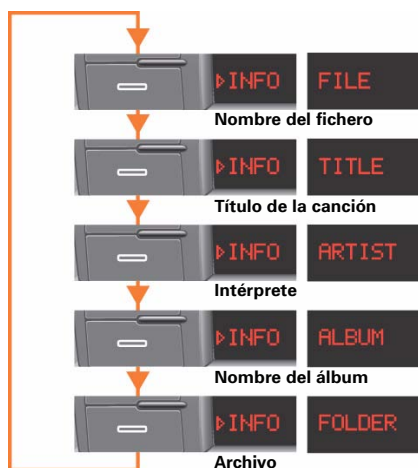 ▷INFO FILE
Nombre del fichero
▷INFO TITLE
Título de la canción
▷INFO ARTIST
Intérprete
▷INFO ALBUM
Nombre del álbum
▷INFO FOLDER
Archivo